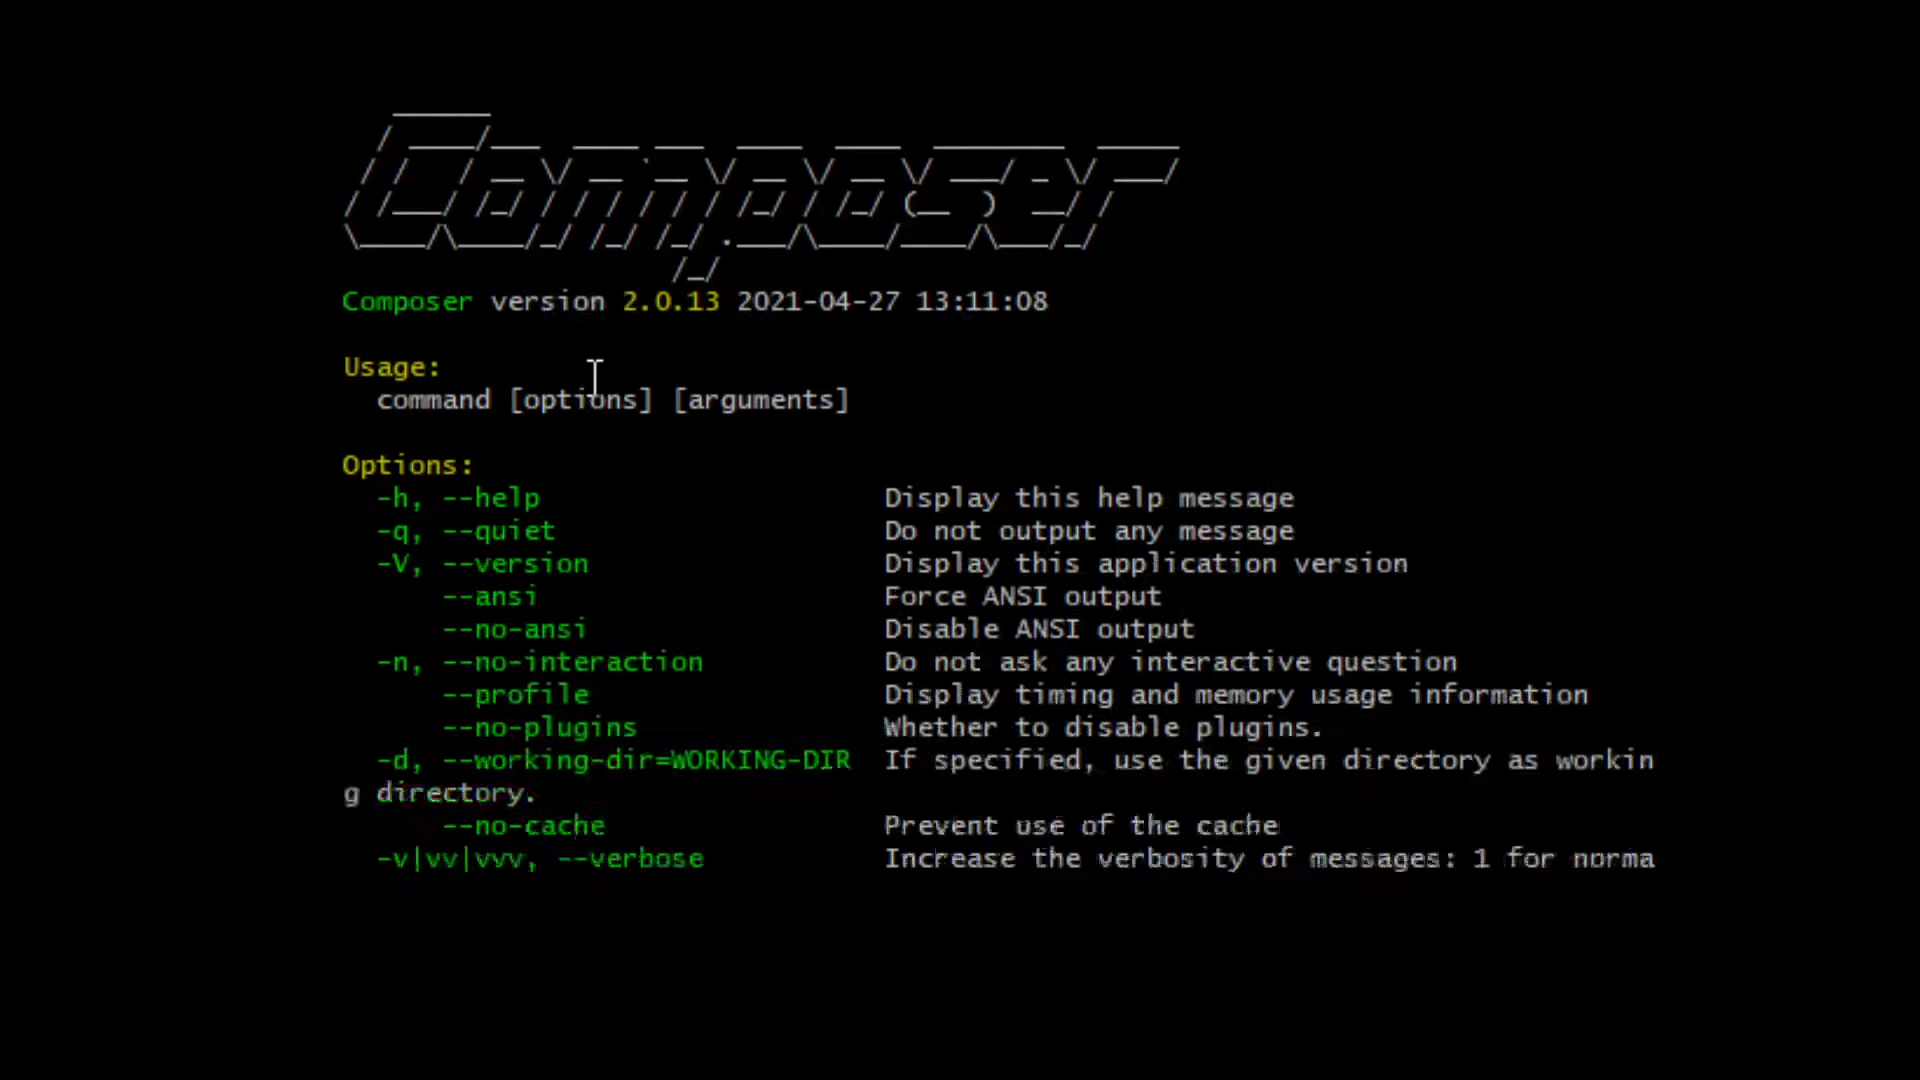 Composer
Composer version 2.0.13 2021-04-27 13:11:08
Usage:
command [options] [arguments]
Options:
-h, --help Display this help message
-q, --quiet Do not output any message
-V, --version Display this application version
--ansi Force ANSI output
--no-ansi Disable ANSI output
-n, --no-interaction Do not ask any interactive question
--profile Display timing and memory usage information
--no-plugins Whether to disable plugins.
-d, --working-dir=WORKING-DIR If specified, use the given directory as workin
g directory.
--no-cache Prevent use of the cache
-v|vv|vvv, --verbose Increase the verbosity of messages: 1 for norma